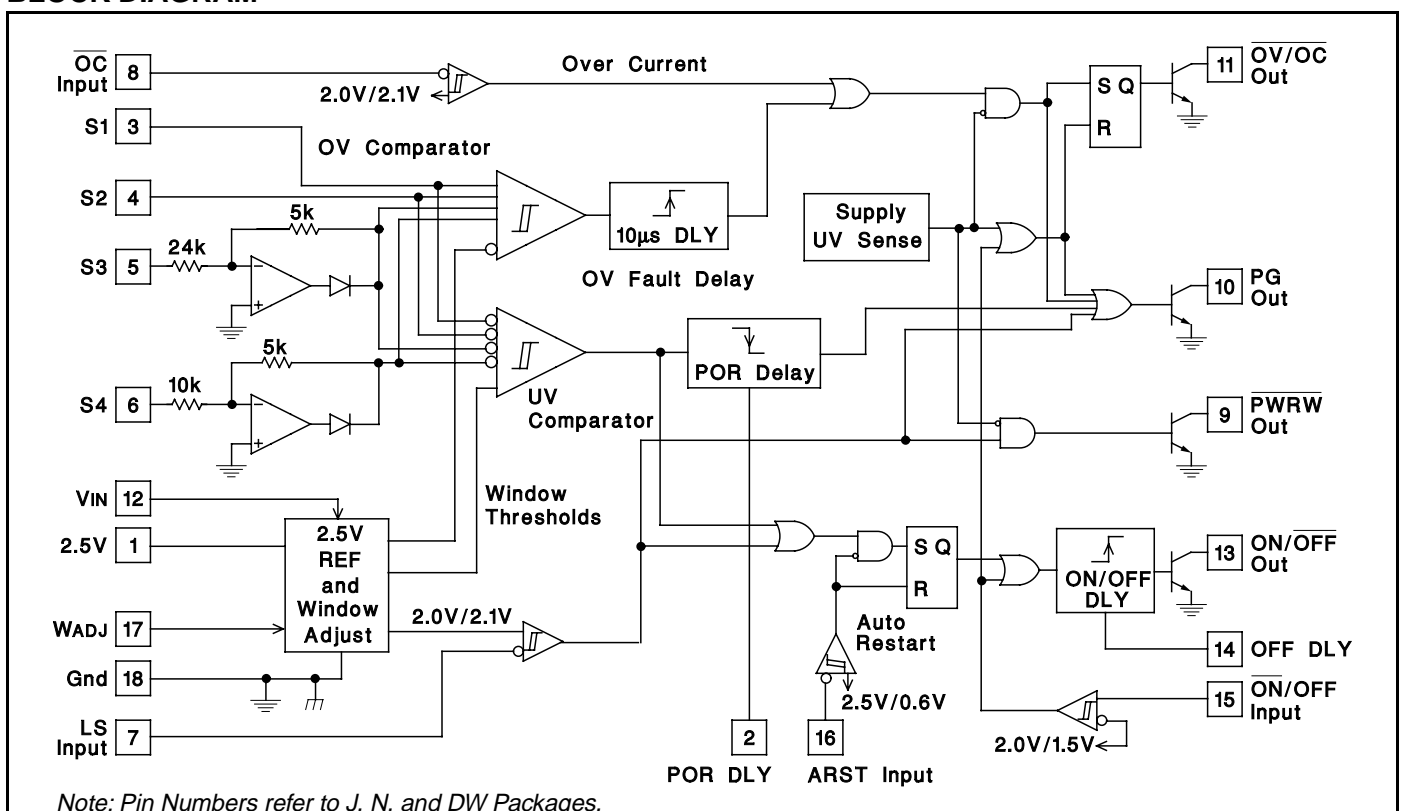 OC
Input
8
2.0V/2.1V
Over Current
S1
3
OV Comparator
S2
4
5k
24k
S3
5
−
+
10µs DLY
OV Fault Delay
Supply
UV Sense
S Q
R
11
OV/OC
Out
10
PG
Out
5k
10k
S4
6
−
+
UV
Comparator
POR Delay
9
PWRW
Out
VIN
12
2.5V
1
2.5V
REF
and
Window
Adjust
Window
Thresholds
WADJ
17
2.0V/2.1V
Gnd
18
LS
Input
7
S Q
R
Auto
Restart
2.5V/0.6V
ON/OFF
DLY
13
ON/OFF
Out
14
OFF DLY
15
ON/OFF
Input
2.0V/1.5V
2
POR DLY
16
ARST Input
Note: Pin Numbers refer to J, N, and DW Packages.